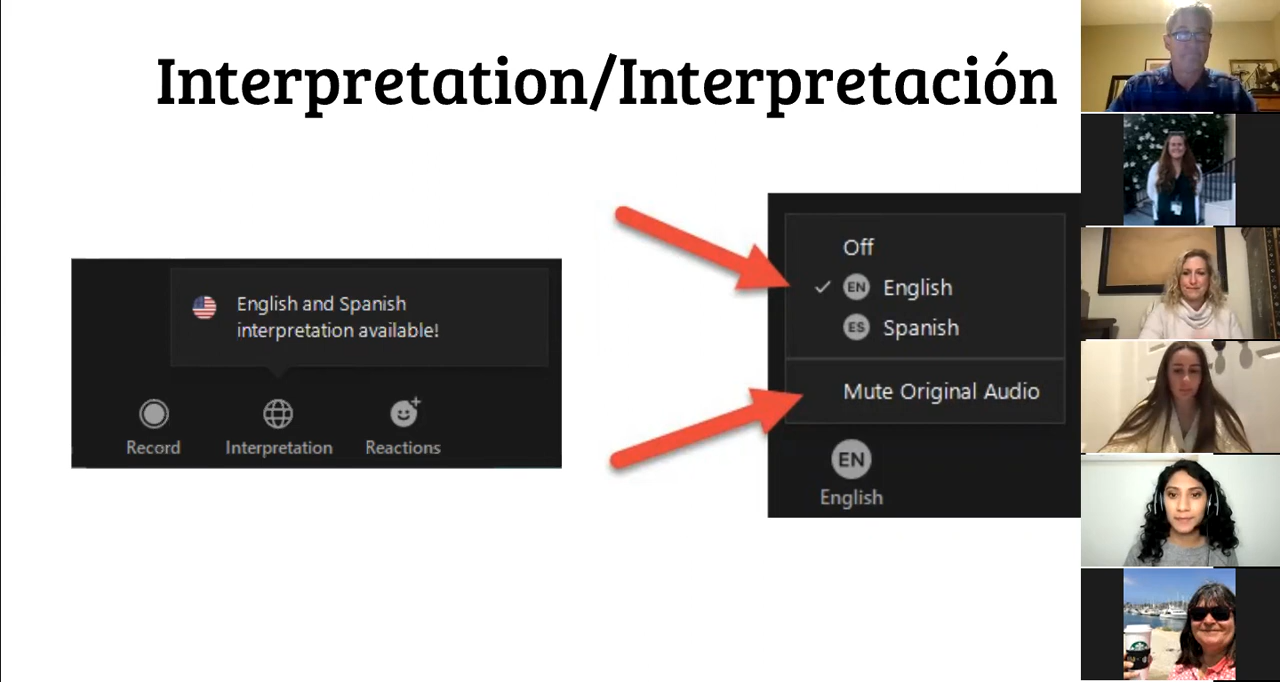 Interpretation/Interpretación
English and Spanish
interpretation available!
Record
Interpretation
Reactions
Off
EN English
ES Spanish
Mute Original Audio
EN
English